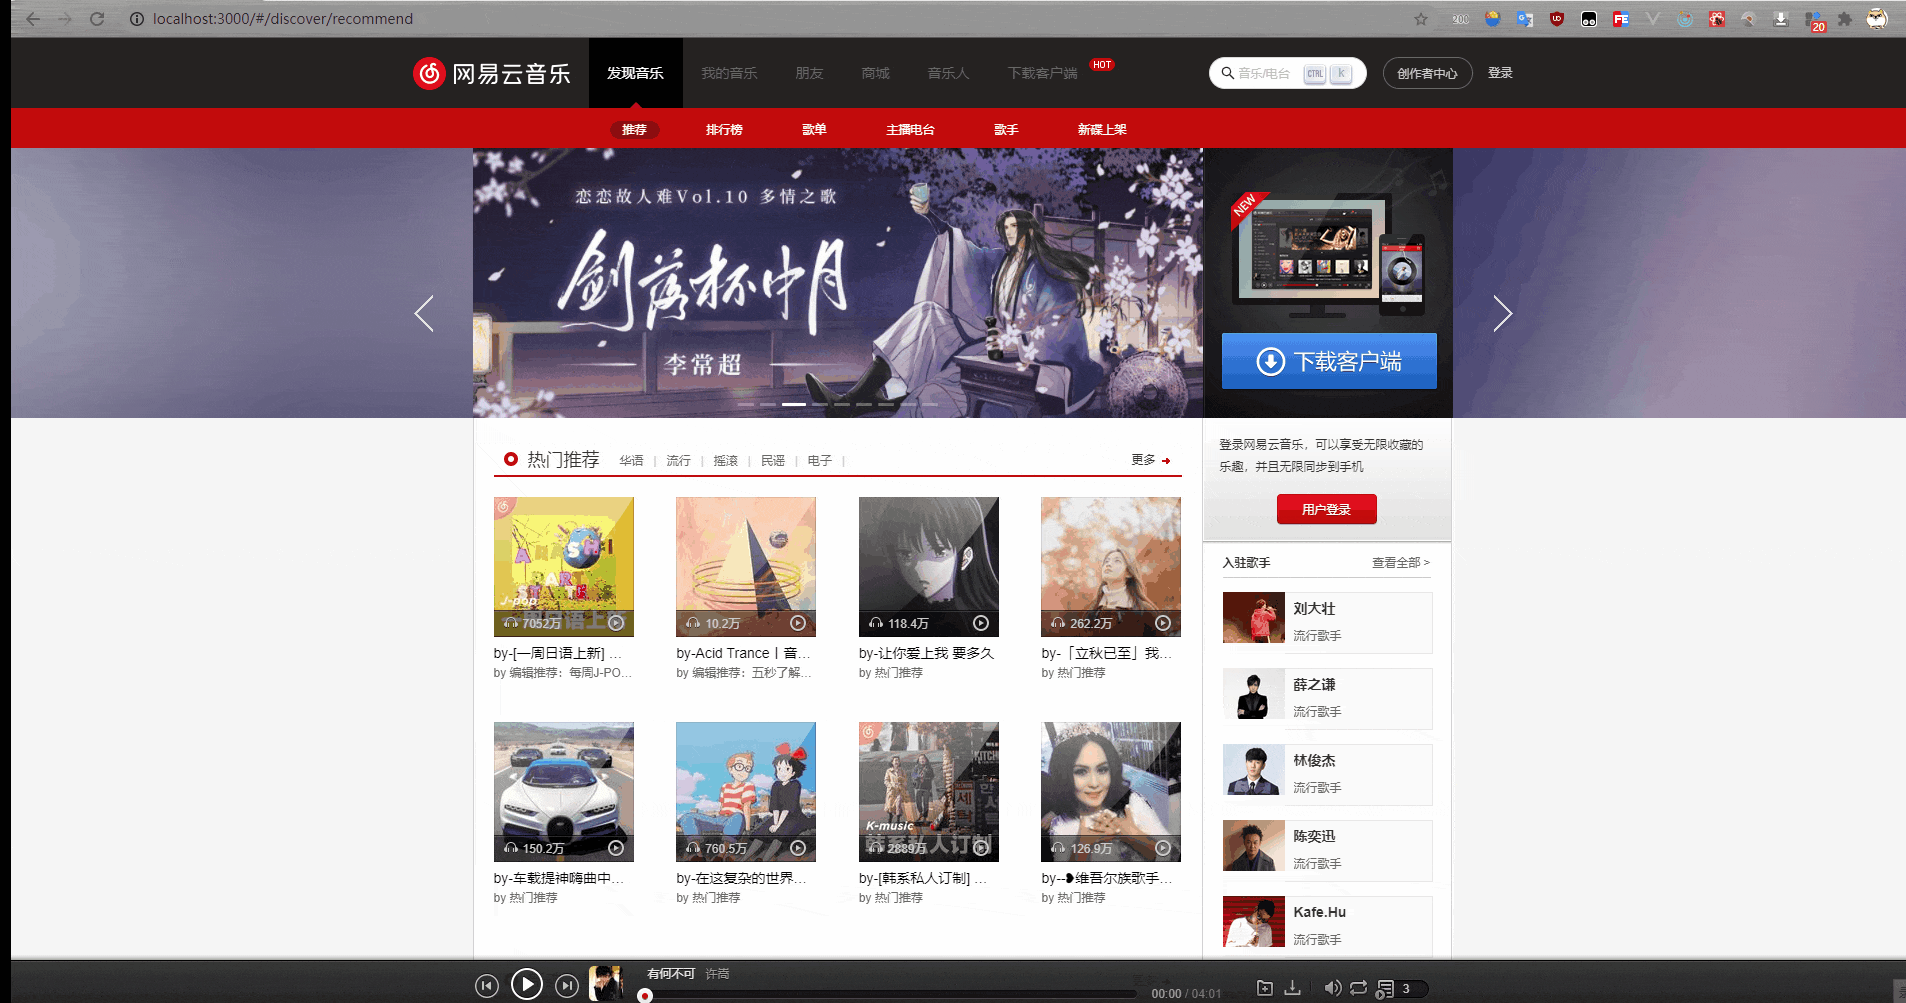 localhost:3000/#/discover/recommend
200
20
网易云音乐
发现音乐
我的音乐
朋友
商城
音乐人
下载客户端
HOT
音乐/电台
CTRL
k
创作者中心
登录
推荐
排行榜
歌单
主播电台
歌手
新碟上架
恋恋故人难Vol.10 多情之歌
剑落杯中月
李常超
NEW
下载客户端
热门推荐
华语 | 流行 | 摇滚 | 民谣 | 电子 |
更多
J-pop
7052万
10.2万
118.4万
262.2万
by-[一周日语上新] ...
by-Acid Trance丨音...
by-让你爱上我 要多久
by-「立秋已至」我...
by 编辑推荐：每周J-PO...
by 编辑推荐：五秒了解...
by 热门推荐
by 热门推荐
K-music
韩系私人订制
150.2万
760.5万
2889万
126.9万
by-车载提神嗨曲中...
by-在这复杂的世界...
by-[韩系私人订制] ...
by--❥维吾尔族歌手...
by 热门推荐
by 热门推荐
by 热门推荐
by 热门推荐
登录网易云音乐，可以享受无限收藏的
乐趣，并且无限同步到手机
用户登录
入驻歌手
查看全部 >
刘大壮
流行歌手
薛之谦
流行歌手
林俊杰
流行歌手
陈奕迅
流行歌手
Kafe.Hu
流行歌手
有何不可 许嵩
00:00 / 04:01
3